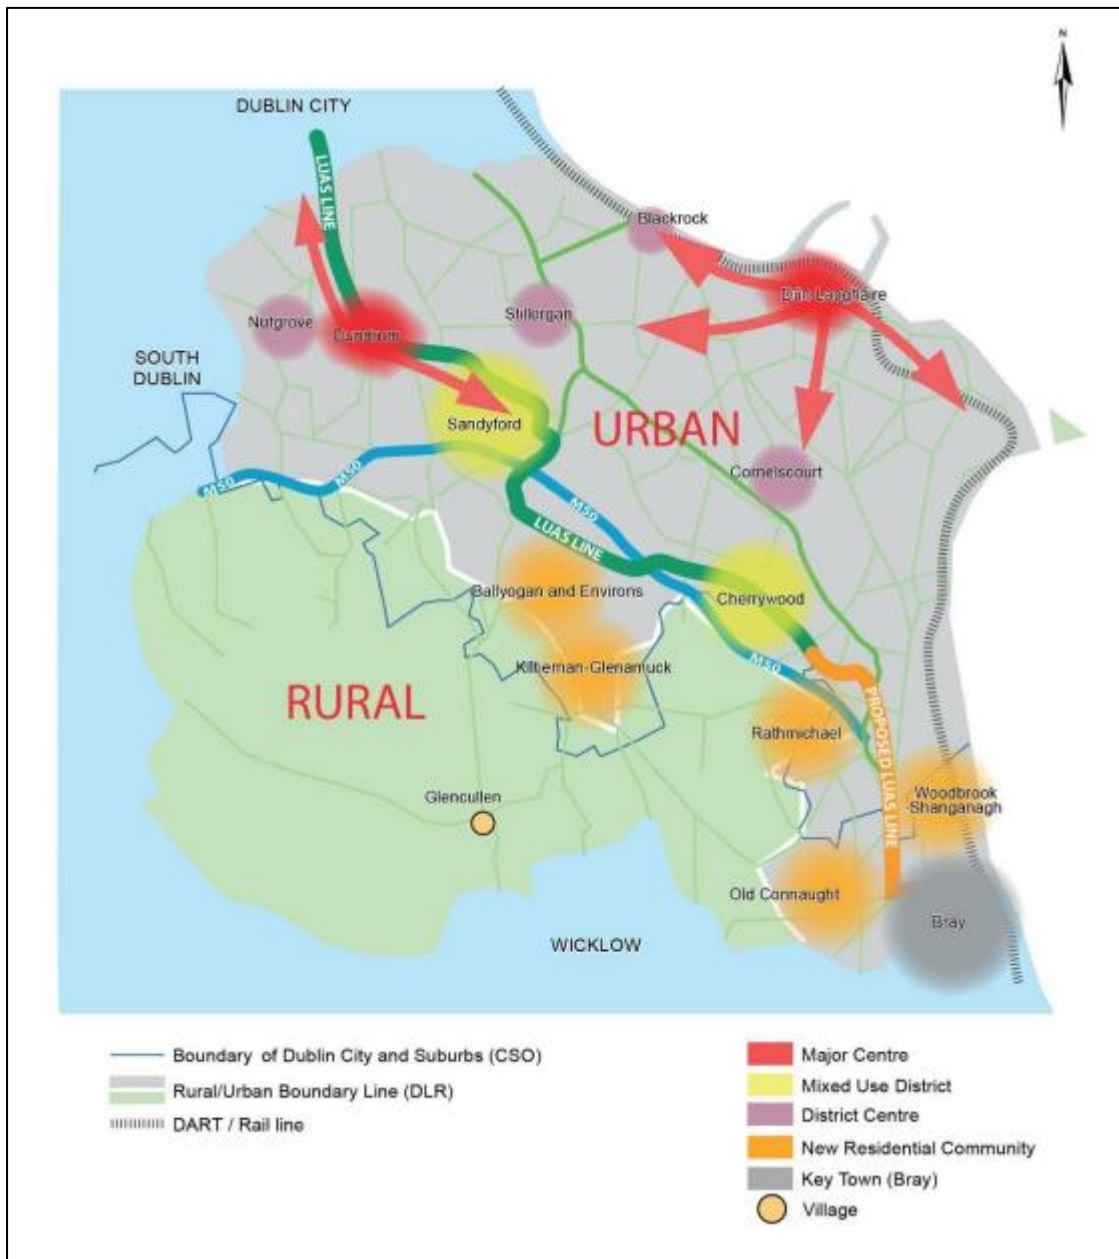 N
DUBLIN CITY
LUAS LINE
Blackrock
Dún Laoghaire
Nutgrove
Dundrum
Stillorgan
SOUTH
DUBLIN
Sandyford
URBAN
Cornelscourt
M50
M50
M50
LUAS LINE
Ballyogan and Environs
Cherrywood
M50
Kiltiernan-Glenamuck
RURAL
Rathmichael
PROPOSED LUAS LINE
Woodbrook
-Shanganagh
Glencullen
Old Connaught
Bray
WICKLOW
Boundary of Dublin City and Suburbs (CSO)
Rural/Urban Boundary Line (DLR)
DART / Rail line
Major Centre
Mixed Use District
District Centre
New Residential Community
Key Town (Bray)
Village